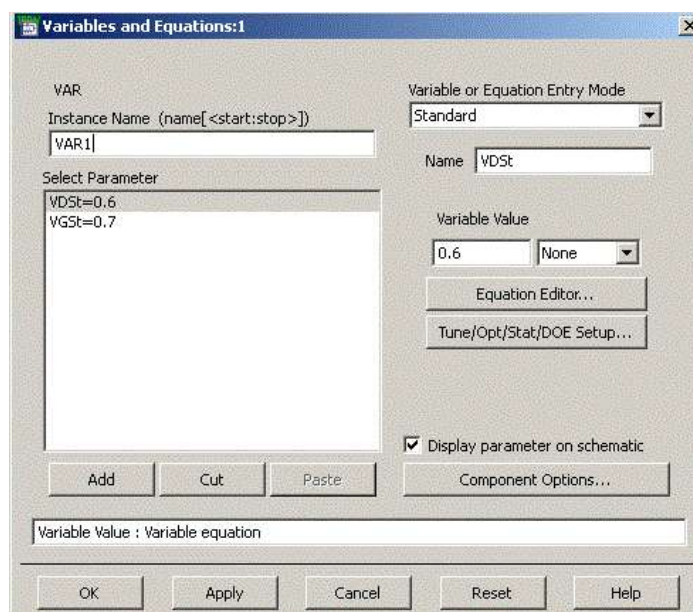 Variables and Equations:1
VAR
Instance Name (name[<start:stop>])
VAR1
Select Parameter
VDSt=0.6
VGSt=0.7
Add
Cut
Paste
Variable or Equation Entry Mode
Standard
Name VDSt
Variable Value
0.6 None
Equation Editor...
Tune/Opt/Stat/DOE Setup...
Display parameter on schematic
Component Options...
Variable Value : Variable equation
OK Apply Cancel Reset Help